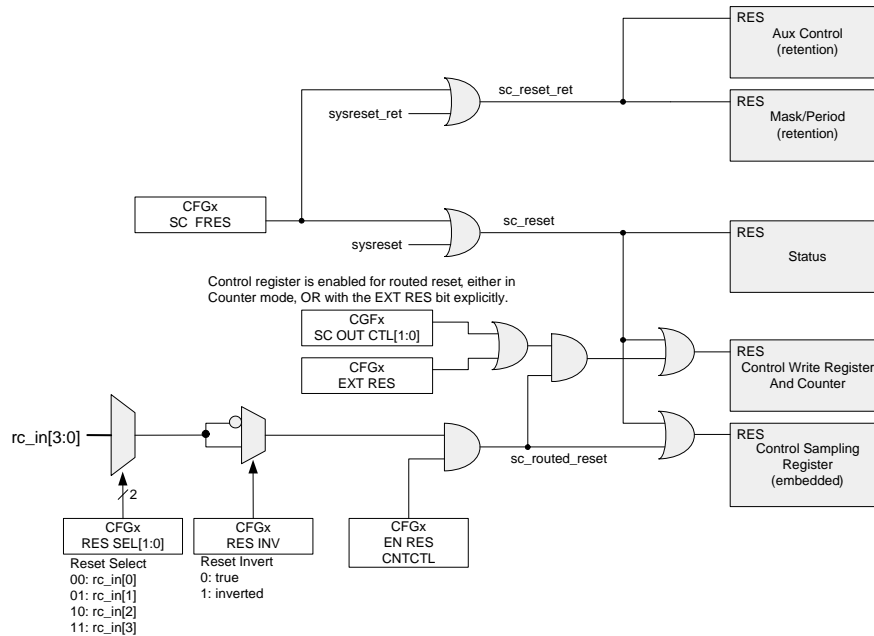 RES
Aux Control
(retention)
sc_reset_ret
sysreset_ret
RES
Mask/Period
(retention)
CFGx
SC FRES
sc_reset
sysreset
RES
Status
Control register is enabled for routed reset, either in
Counter mode, OR with the EXT RES bit explicitly.
CGFx
SC OUT CTL[1:0]
CFGx
EXT RES
RES
Control Write Register
And Counter
rc_in[3:0]
sc_routed_reset
RES
Control Sampling
Register
(embedded)
2
CFGx
RES SEL[1:0]
CFGx
RES INV
CFGx
EN RES
CNTCTL
Reset Select
00: rc_in[0]
01: rc_in[1]
10: rc_in[2]
11: rc_in[3]
Reset Invert
0: true
1: inverted